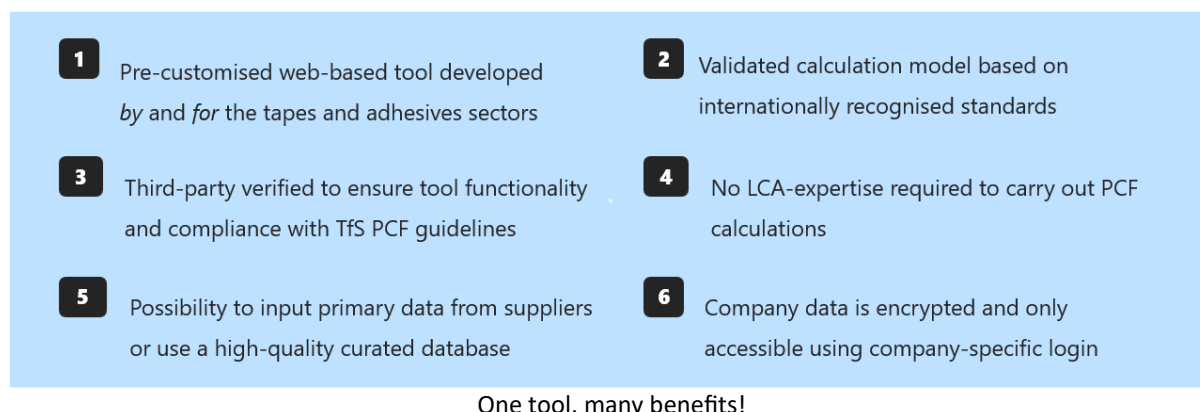 1
Pre-customised web-based tool developed
by and for the tapes and adhesives sectors
2
Validated calculation model based on
internationally recognised standards
3
Third-party verified to ensure tool functionality
and compliance with TfS PCF guidelines
4
No LCA-expertise required to carry out PCF
calculations
5
Possibility to input primary data from suppliers
or use a high-quality curated database
6
Company data is encrypted and only
accessible using company-specific login
One tool, many benefits!